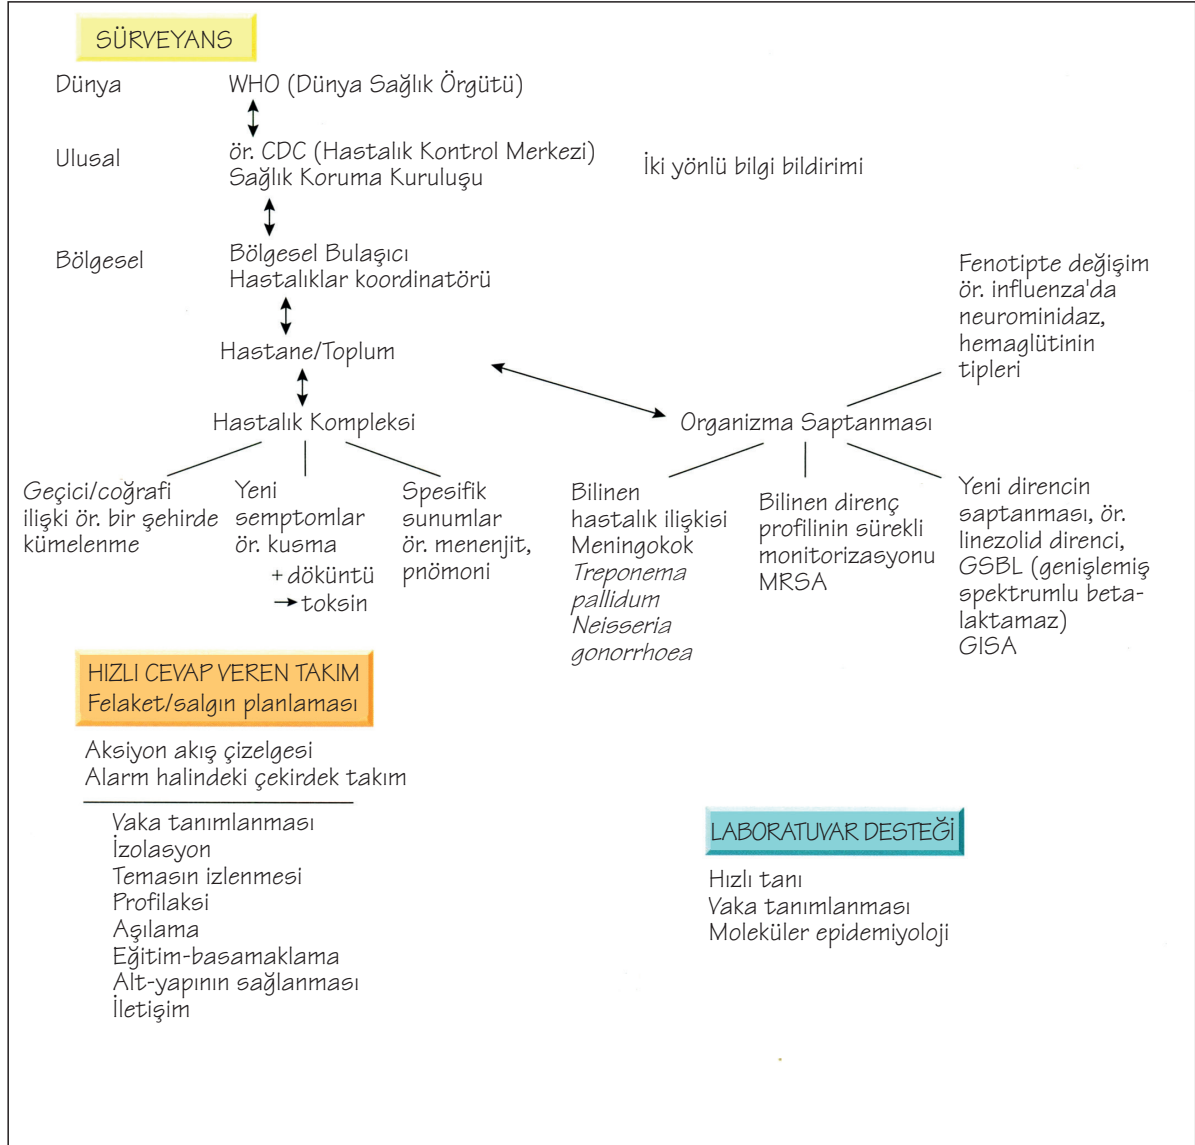 SÜRVEYANS
Dünya
WHO (Dünya Sağlık Örgütü)
Ulusal
ör. CDC (Hastalık Kontrol Merkezi)
Sağlık Koruma Kuruluşu
İki yönlü bilgi bildirimi
Bölgesel
Bölgesel Bulaşıcı
Hastalıklar koordinatörü
Hastane/Toplum
Fenotipte değişim
ör. influenza'da
neurominidaz,
hemaglütinin
tipleri
Hastalık Kompleksi
Organizma Saptanması
Geçici/coğrafi
ilişki ör. bir şehirde
kümelenme
Yeni
semptomlar
ör. kusma
+ döküntü
→ toksin
Spesifik
sunumlar
ör. menenjit,
pnömoni
Bilinen
hastalık ilişkisi
Meningokok
Treponema
pallidum
Neisseria
gonorrhoea
Bilinen direnç
profilinin sürekli
monitorizasyonu
MRSA
Yeni direncin
saptanması, ör.
linezolid direnci,
GSBL (genişlemiş
spektrumlu beta-
laktamaz)
GISA
HIZLI CEVAP VEREN TAKIM
Felaket/salgın planlaması
Aksiyon akış çizelgesi
Alarm halindeki çekirdek takım
Vaka tanımlanması
İzolasyon
Temasın izlenmesi
Profilaksi
Aşılama
Eğitim-basamaklama
Alt-yapının sağlanması
İletişim
LABORATUVAR DESTEĞİ
Hızlı tanı
Vaka tanımlanması
Moleküler epidemiyoloji